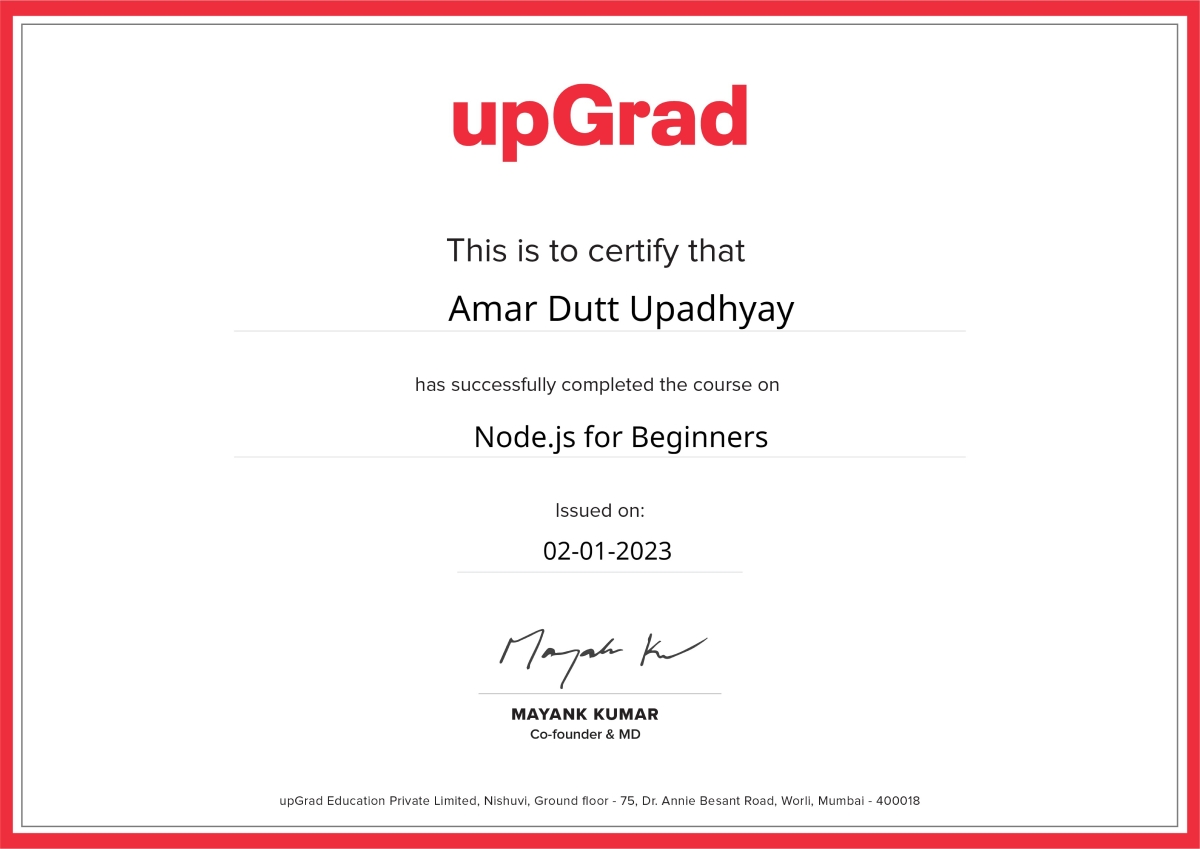 upGrad
This is to certify that
Amar Dutt Upadhyay
has successfully completed the course on
Node.js for Beginners
Issued on:
02-01-2023
Mayank Ku
MAYANK KUMAR
Co-founder & MD
upGrad Education Private Limited, Nishuvi, Ground floor - 75, Dr. Annie Besant Road, Worli, Mumbai - 400018